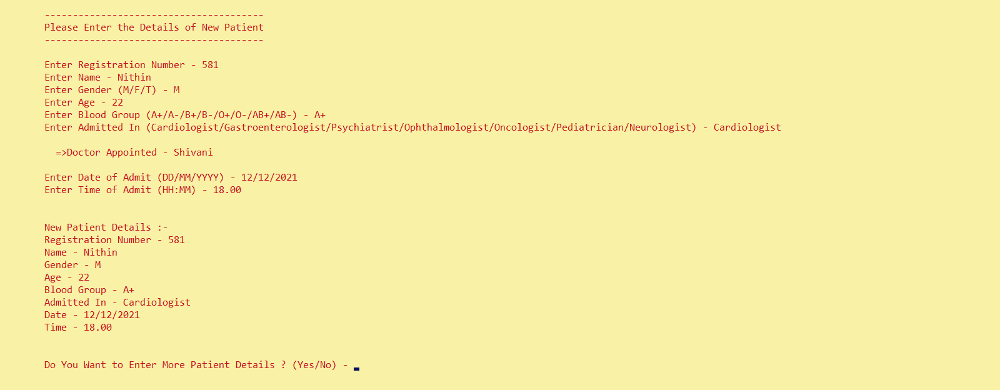 ---------------------------------------
Please Enter the Details of New Patient
---------------------------------------
Enter Registration Number - 581
Enter Name - Nithin
Enter Gender (M/F/T) - M
Enter Age - 22
Enter Blood Group (A+/A-/B+/B-/O+/O-/AB+/AB-) - A+
Enter Admitted In (Cardiologist/Gastroenterologist/Psychiatrist/Ophthalmologist/Oncologist/Pediatrician/Neurologist) - Cardiologist
=>Doctor Appointed - Shivani
Enter Date of Admit (DD/MM/YYYY) - 12/12/2021
Enter Time of Admit (HH:MM) - 18.00
New Patient Details :-
Registration Number - 581
Name - Nithin
Gender - M
Age - 22
Blood Group - A+
Admitted In - Cardiologist
Date - 12/12/2021
Time - 18.00
Do You Want to Enter More Patient Details ? (Yes/No) -